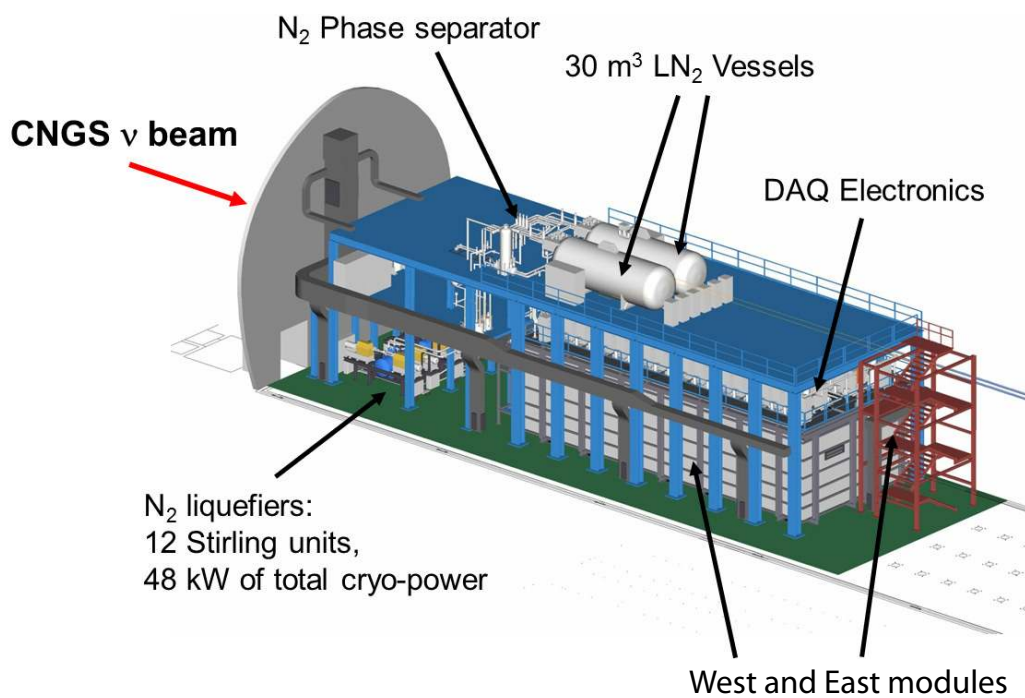 N₂ Phase separator
30 m³ LN₂ Vessels
CNGS ν beam
DAQ Electronics
N₂ liquefiers:
12 Stirling units,
48 kW of total cryo-power
West and East modules